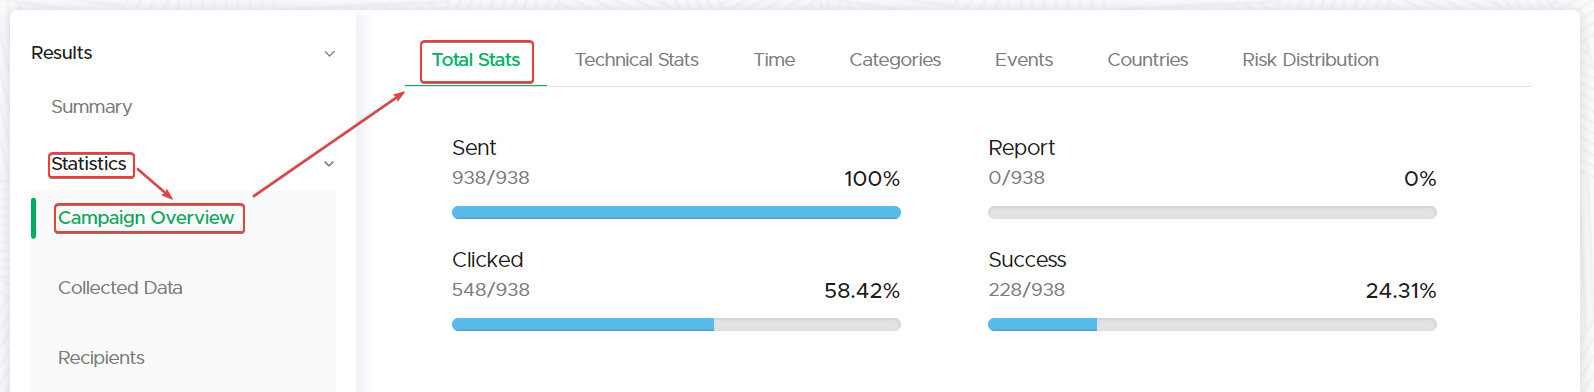 Results
Summary
Statistics
Campaign Overview
Collected Data
Recipients
Total Stats Technical Stats Time Categories Events Countries Risk Distribution
Sent
938/938 100%
Report
0/938 0%
Clicked
548/938 58.42%
Success
228/938 24.31%